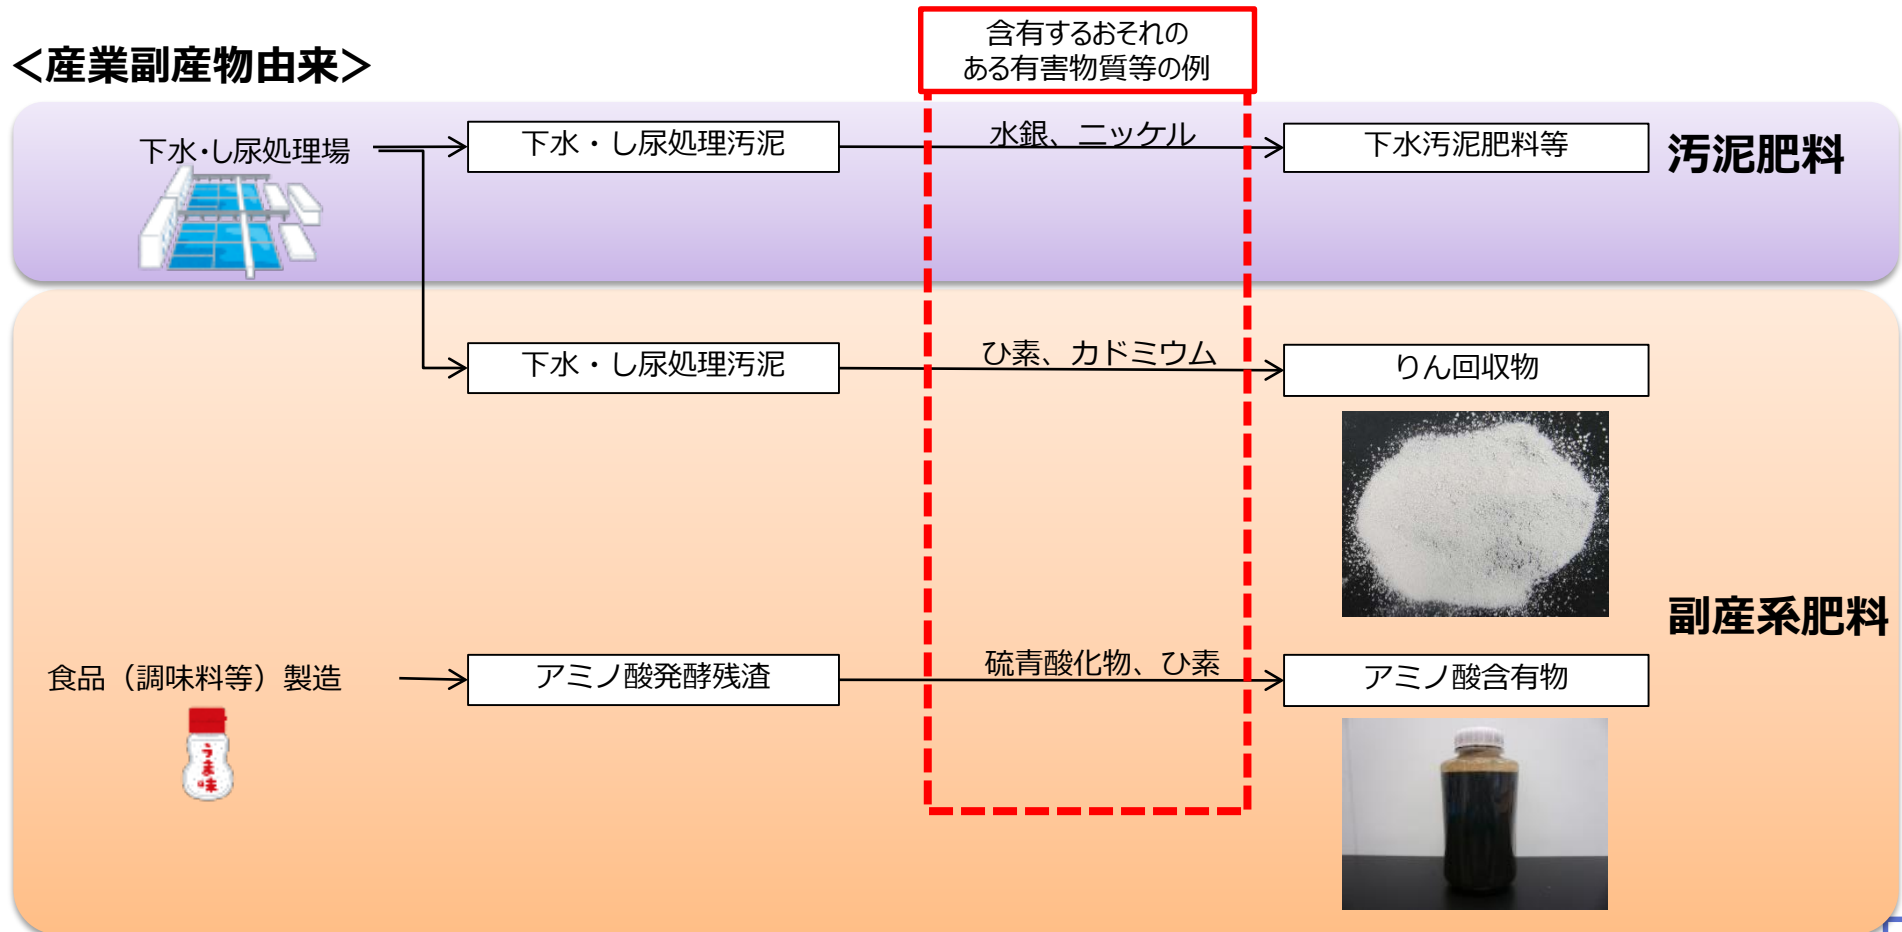 ＜産業副産物由来＞
含有するおそれの
ある有害物質等の例
下水・し尿処理場
下水・し尿処理汚泥
水銀、ニッケル
下水汚泥肥料等
汚泥肥料
下水・し尿処理汚泥
ひ素、カドミウム
りん回収物
副産系肥料
食品（調味料等）製造
アミノ酸発酵残渣
硫青酸化物、ひ素
アミノ酸含有物
うま味